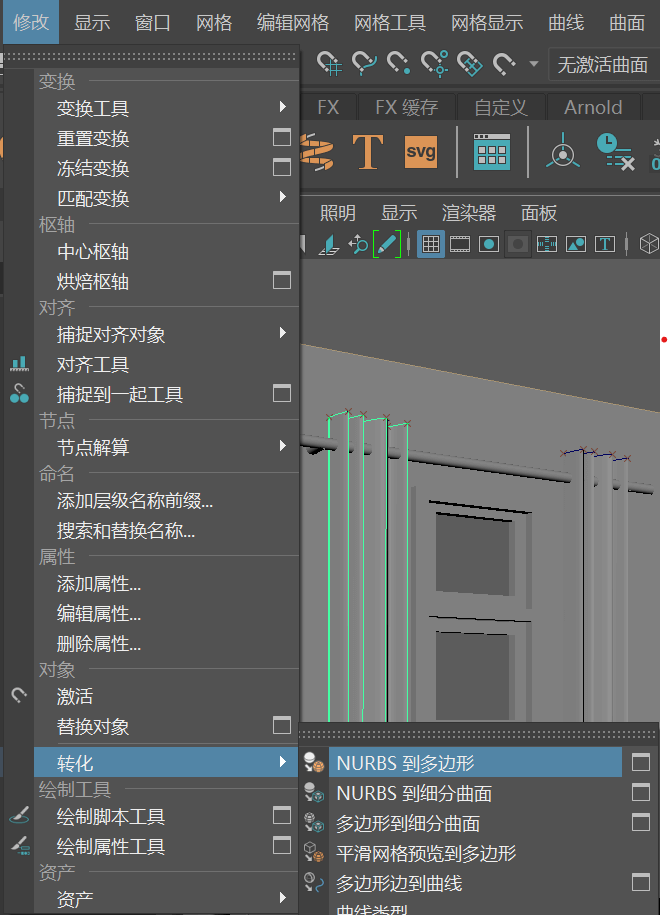 修改 显示 窗口 网格 编辑网格 网格工具 网格显示 曲线 曲面
无激活曲面
FX FX 缓存 自定义 Arnold
svg
照明 显示 渲染器 面板
变换
变换工具
重置变换
冻结变换
匹配变换
枢轴
中心枢轴
烘焙枢轴
对齐
捕捉对齐对象
对齐工具
捕捉到一起工具
节点
节点解算
命名
添加层级名称前缀...
搜索和替换名称...
属性
添加属性...
编辑属性...
删除属性...
对象
激活
替换对象
转化
绘制工具
绘制脚本工具
绘制属性工具
资产
资产
NURBS 到多边形
NURBS 到细分曲面
多边形到细分曲面
平滑网格预览到多边形
多边形边到曲线
曲线类型